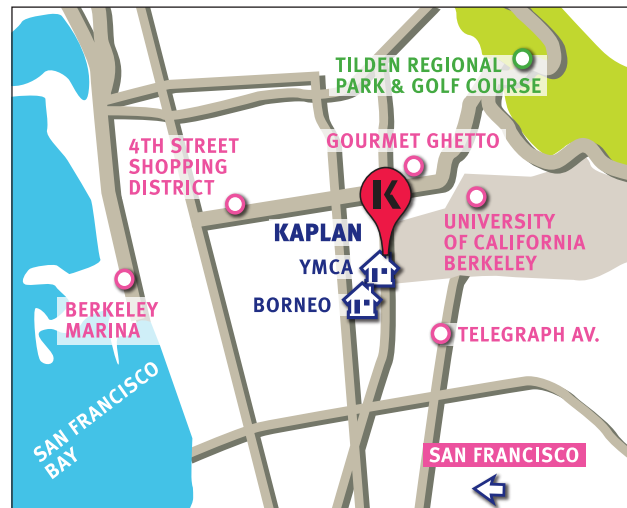 TILDEN REGIONAL
PARK & GOLF COURSE
4TH STREET
SHOPPING
DISTRICT
GOURMET GHETTO
K
KAPLAN
UNIVERSITY
OF CALIFORNIA
BERKELEY
YMCA
BORNEO
BERKELEY
MARINA
TELEGRAPH AV.
SAN FRANCISCO
BAY
SAN FRANCISCO